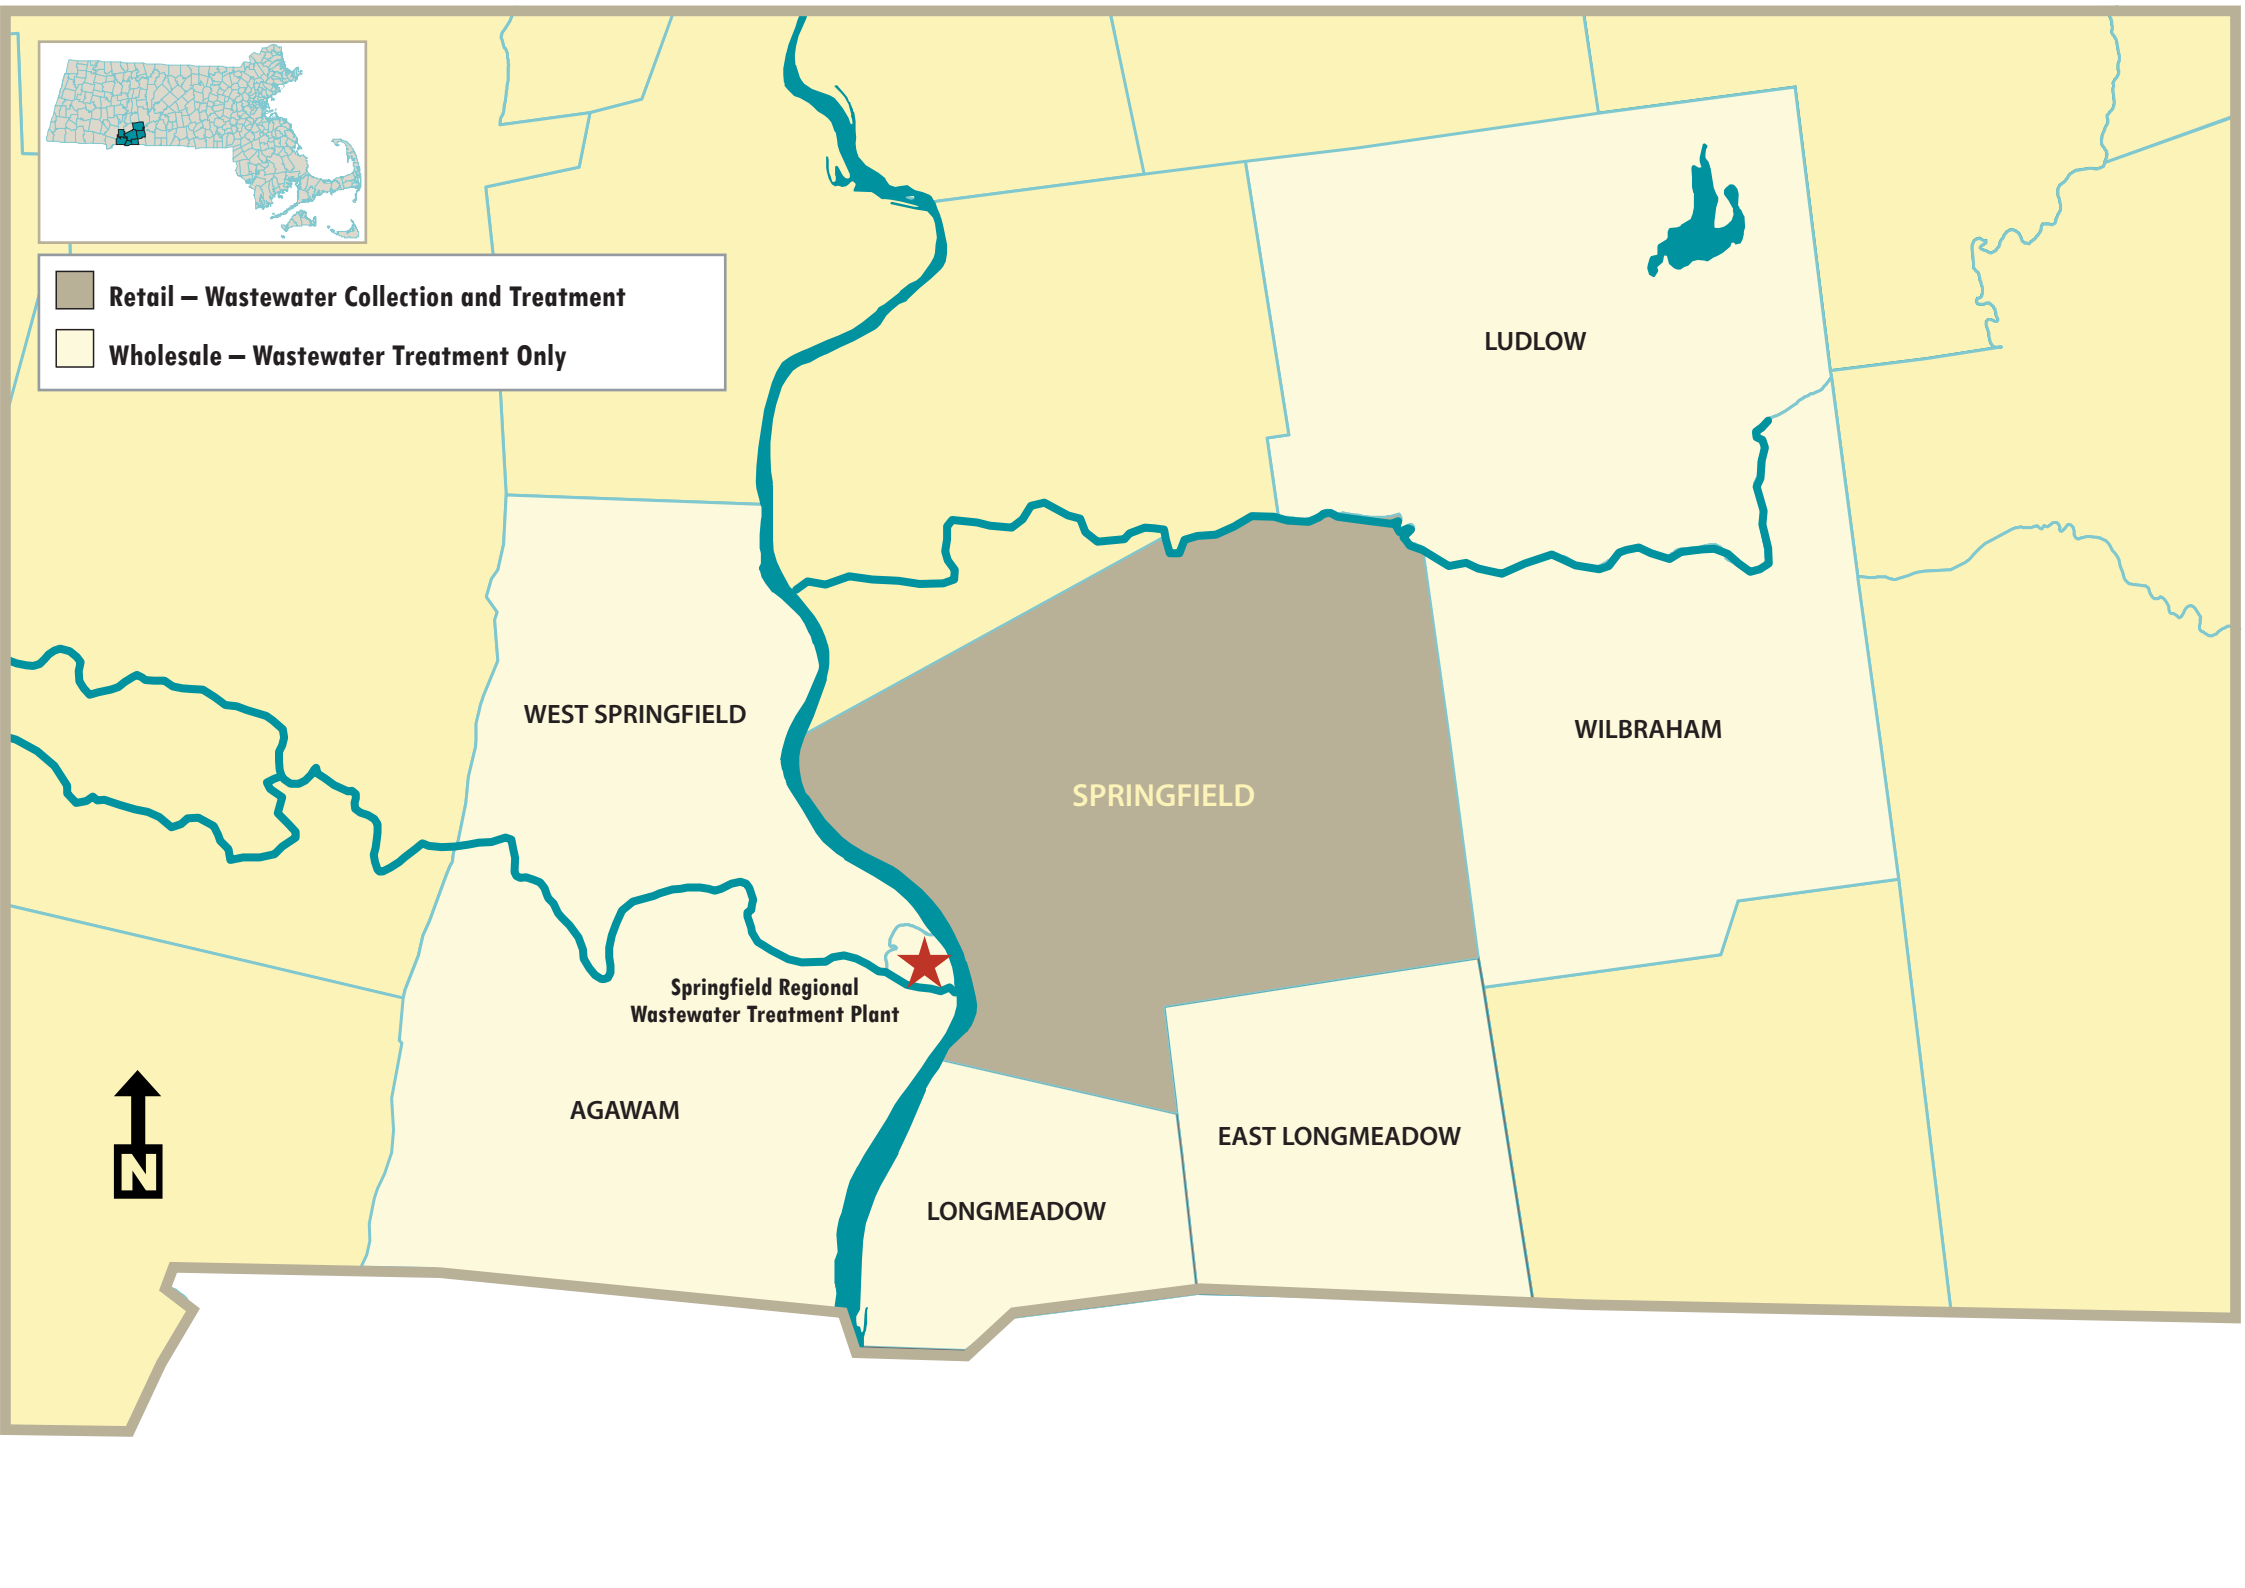 Retail – Wastewater Collection and Treatment
Wholesale – Wastewater Treatment Only
LUDLOW
WEST SPRINGFIELD
WILBRAHAM
SPRINGFIELD
Springfield Regional
Wastewater Treatment Plant
AGAWAM
EAST LONGMEADOW
N
LONGMEADOW